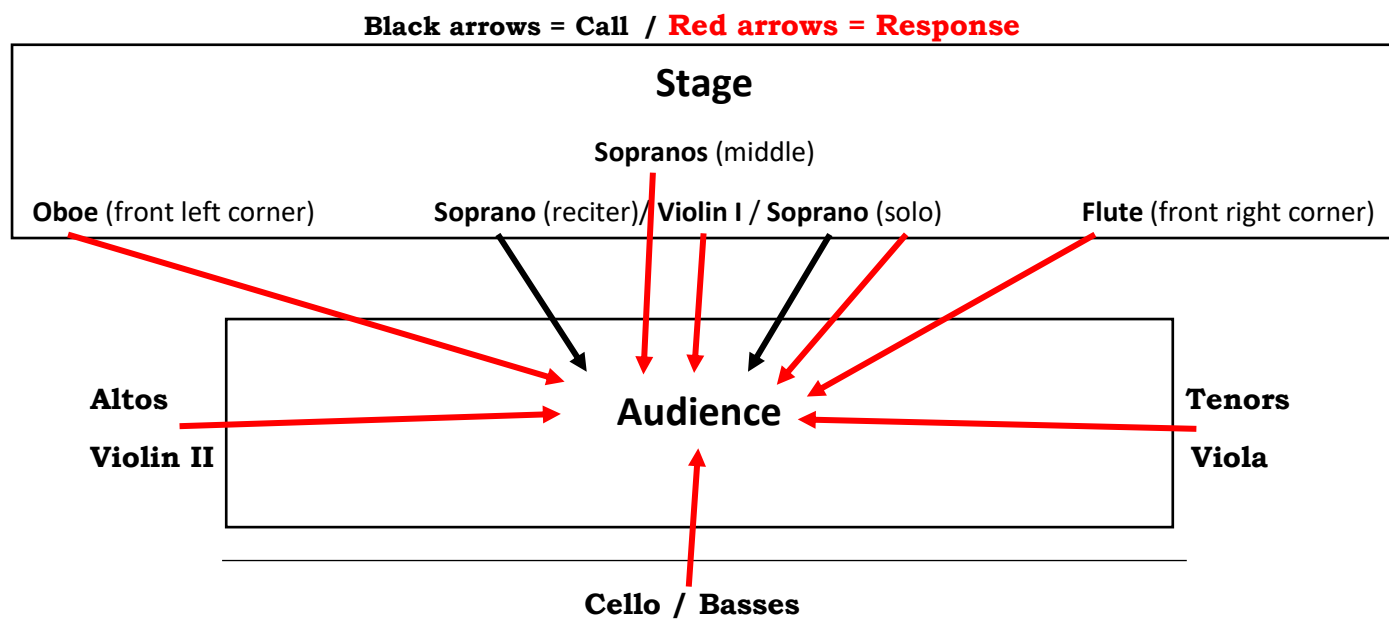 Black arrows = Call / Red arrows = Response
Stage
Sopranos (middle)
Oboe (front left corner) Soprano (reciter)/ Violin I / Soprano (solo) Flute (front right corner)
Altos
Tenors
Audience
Violin II
Viola
Cello / Basses